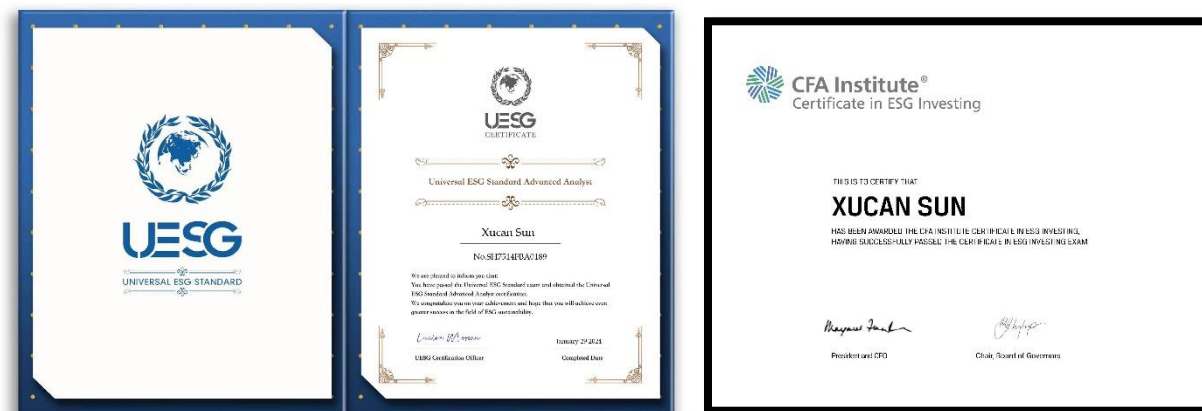 UESG
UNIVERSAL ESG STANDARD
UESG
CERTIFICATE
Universal ESG Standard Advanced Analyst
Xucan Sun
We are pleased to inform you that:
You have passed the Universal ESG Standard exam and obtained the Universal
ESG Standard Advanced Analyst certification.
We congratulate you on your achievement and hope that you will achieve even
greater success in the field of ESG sustainability.
January 29 2024
UESG Certification Officer
Completed Date
CFA Institute®
Certificate in ESG Investing
THIS IS TO CERTIFY THAT
XUCAN SUN
HAS BEEN AWARDED THE CFA INSTITUTE CERTIFICATE IN ESG INVESTING,
HAVING SUCCESSFULLY PASSED THE CERTIFICATE IN ESG INVESTING EXAM
President and CEO
Chair, Board of Governors